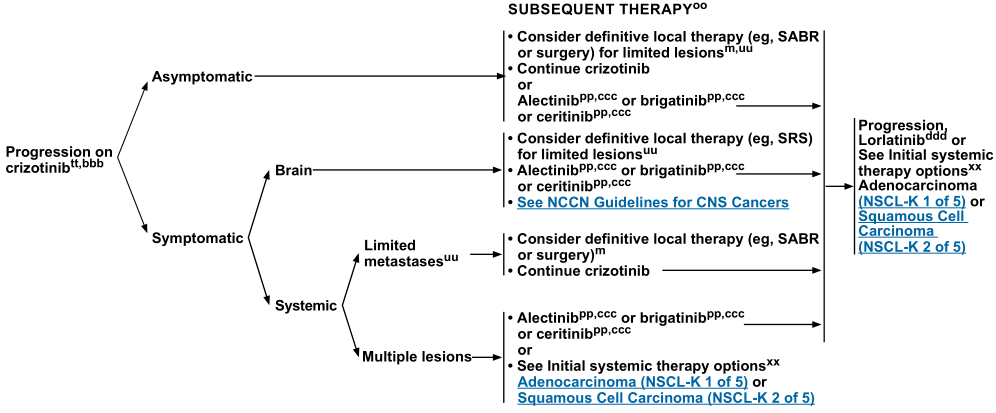 SUBSEQUENT THERAPYoo
• Consider definitive local therapy (eg, SABR
or surgery) for limited lesionsm,uu
• Continue crizotinib
or
Alectinibpp,ccc or brigatinibpp,ccc
or ceritinibpp,ccc
Asymptomatic
Progression on
crizotinibtt,bbb
• Consider definitive local therapy (eg, SRS)
for limited lesionsuu
• Alectinibpp,ccc or brigatinibpp,ccc
or ceritinibpp,ccc
• See NCCN Guidelines for CNS Cancers
Brain
Symptomatic
Limited
metastasesuu
• Consider definitive local therapy (eg, SABR
or surgery)m
• Continue crizotinib
Systemic
Multiple lesions
• Alectinibpp,ccc or brigatinibpp,ccc
or ceritinibpp,ccc
or
• See Initial systemic therapy optionsxx
Adenocarcinoma (NSCL-K 1 of 5) or
Squamous Cell Carcinoma (NSCL-K 2 of 5)
Progression,
Lorlatinibddd or
See Initial systemic
therapy optionsxx
Adenocarcinoma
(NSCL-K 1 of 5) or
Squamous Cell
Carcinoma
(NSCL-K 2 of 5)